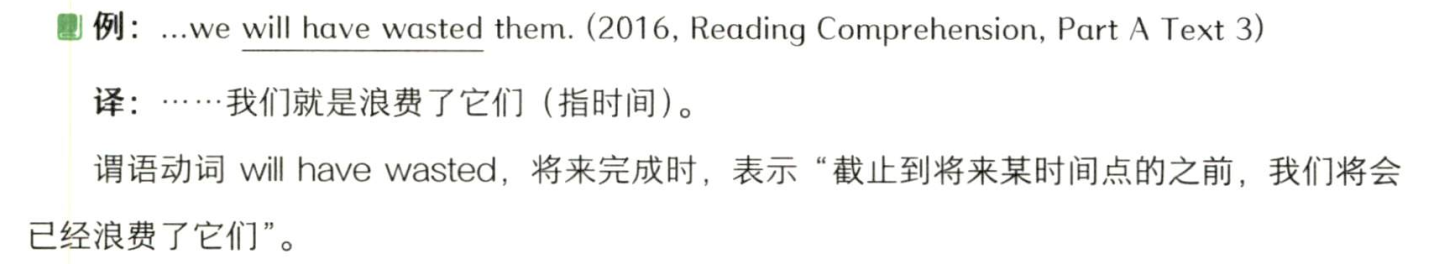 例：...we will have wasted them. (2016, Reading Comprehension, Part A Text 3)
译：……我们就是浪费了它们（指时间）。
谓语动词 will have wasted，将来完成时，表示“截止到将来某时间点的之前，我们将会
已经浪费了它们”。